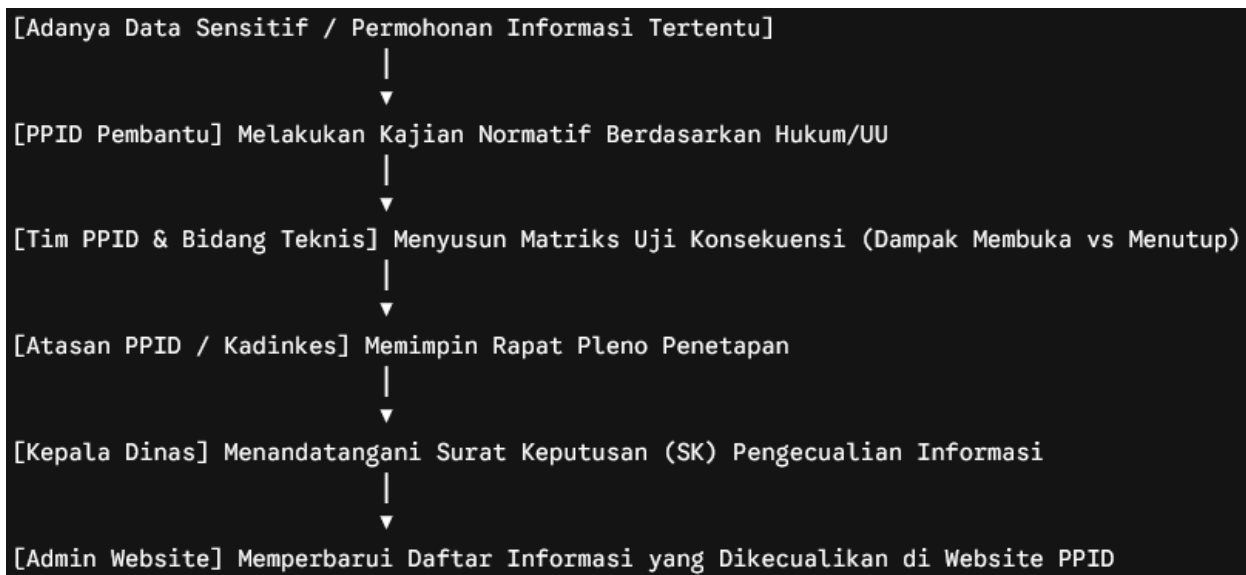 [Adanya Data Sensitif / Permohonan Informasi Tertentu]
│
▼
[PPID Pembantu] Melakukan Kajian Normatif Berdasarkan Hukum/UU
│
▼
[Tim PPID & Bidang Teknis] Menyusun Matriks Uji Konsekuensi (Dampak Membuka vs Menutup)
│
▼
[Atasan PPID / Kadinkes] Memimpin Rapat Pleno Penetapan
│
▼
[Kepala Dinas] Menandatangani Surat Keputusan (SK) Pengecualian Informasi
│
▼
[Admin Website] Memperbarui Daftar Informasi yang Dikecualikan di Website PPID